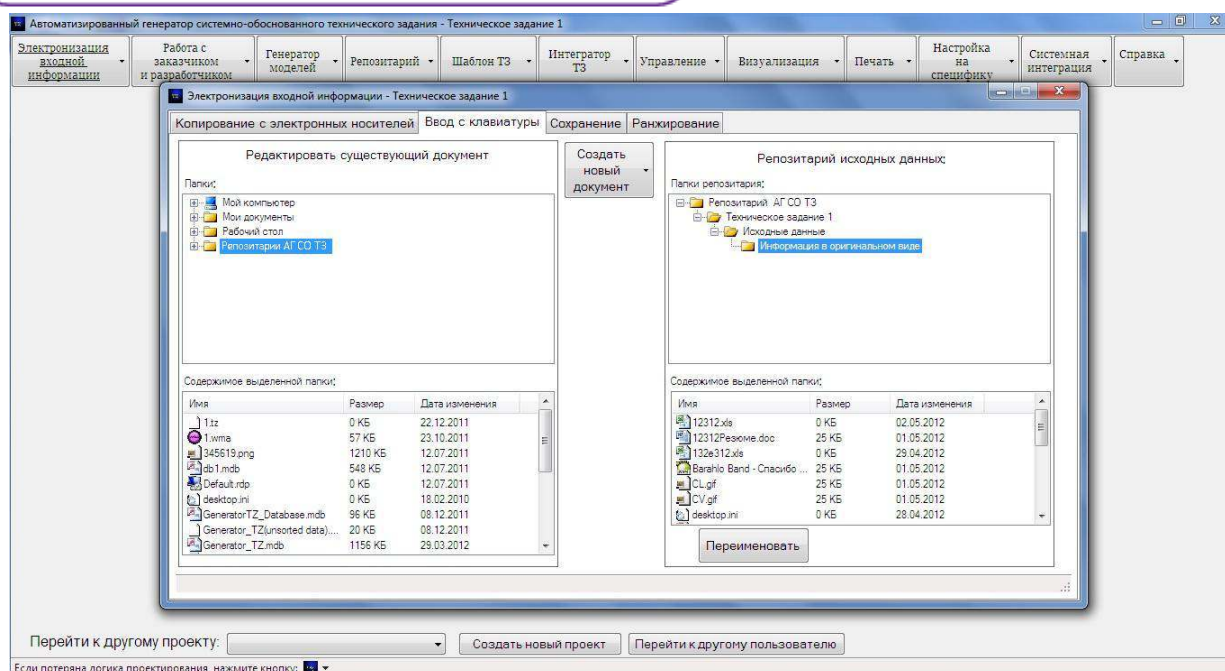 Автоматизированный генератор системно-обоснованного технического задания - Техническое задание 1
Электронизация входной информации
Работа с заказчиком и разработчиком
Генератор моделей
Репозитарий
Шаблон ТЗ
Интегратор ТЗ
Управление
Визуализация
Печать
Настройка на специфику
Системная интеграция
Справка
Электронизация входной информации - Техническое задание 1
Копирование с электронных носителей
Ввод с клавиатуры
Сохранение
Ранжирование
Редактировать существующий документ
Папки:
Мой компьютер
Мои документы
Рабочий стол
Репозитарии АГ СО ТЗ
Содержимое выделенной папки:
Имя Размер Дата изменения
1.tz 0 КБ 22.12.2011
1.wma 57 КБ 23.10.2011
345619.png 1210 КБ 12.07.2011
db1.mdb 548 КБ 12.07.2011
Default.rdp 0 КБ 12.07.2011
desktop.ini 0 КБ 18.02.2010
GeneratorTZ_Database.mdb 96 КБ 08.12.2011
Generator_TZ(unsorted data).... 20 КБ 08.12.2011
Generator_TZ.mdb 1156 КБ 29.03.2012
Создать новый документ
Репозитарий исходных данных:
Папки репозитария:
Репозитарий АГ СО ТЗ
Техническое задание 1
Исходные данные
Информация в оригинальном виде
Содержимое выделенной папки:
Имя Размер Дата изменения
12312.xls 0 КБ 02.05.2012
12312Резюме.doc 25 КБ 01.05.2012
132e312.xls 0 КБ 29.04.2012
Barahlo Band - Спасибо ... 25 КБ 01.05.2012
CL.gif 25 КБ 01.05.2012
CV.gif 25 КБ 01.05.2012
desktop.ini 0 КБ 28.04.2012
Переименовать
Перейти к другому проекту:
Создать новый проект
Перейти к другому пользователю
Если потеряна логика проектирования, нажмите кнопку: